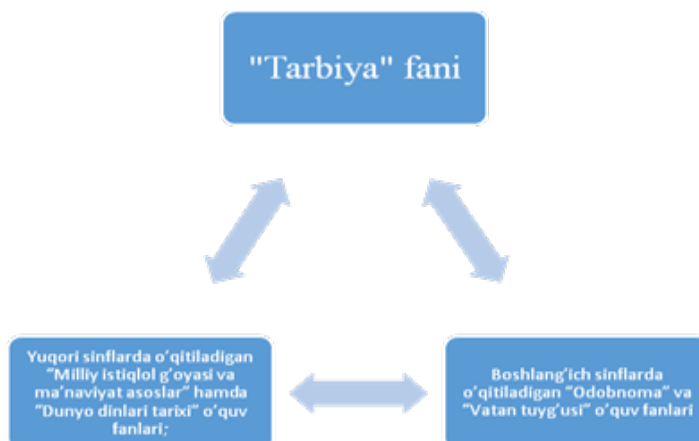 "Tarbiya" fani
Yuqori sinflarda o'qitiladigan
"Milliy istiqlol g'oyasi va
ma'naviyat asoslar" hamda
"Dunyo dinlari tarixi" o'quv
fanlari;
Boshlang'ich sinflarda
o'qitiladigan "Odobnoma" va
"Vatan tuyg'usi" o'quv fanlari